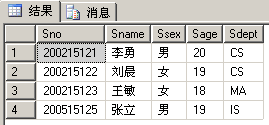 结果 消息
Sno Sname Ssex Sage Sdept
1 200215121 李勇 男 20 CS
2 200215122 刘晨 女 19 CS
3 200215123 王敏 女 18 MA
4 200515125 张立 男 19 IS